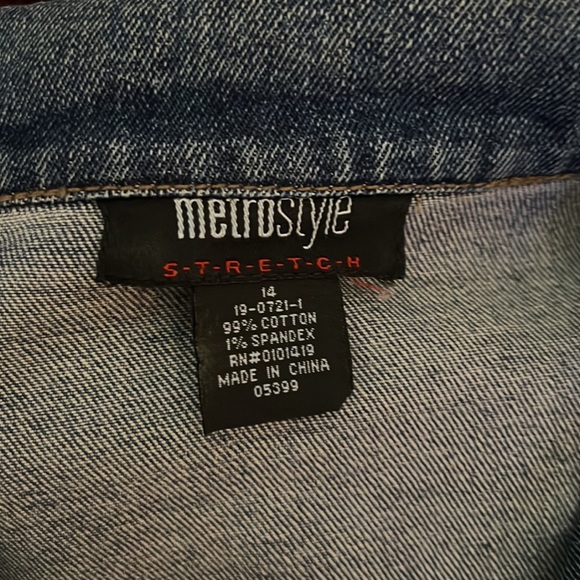 metrostyle
S-T-R-E-T-C-H
14
19-0721-1
99% COTTON
1% SPANDEX
RN#0101419
MADE IN CHINA
05399